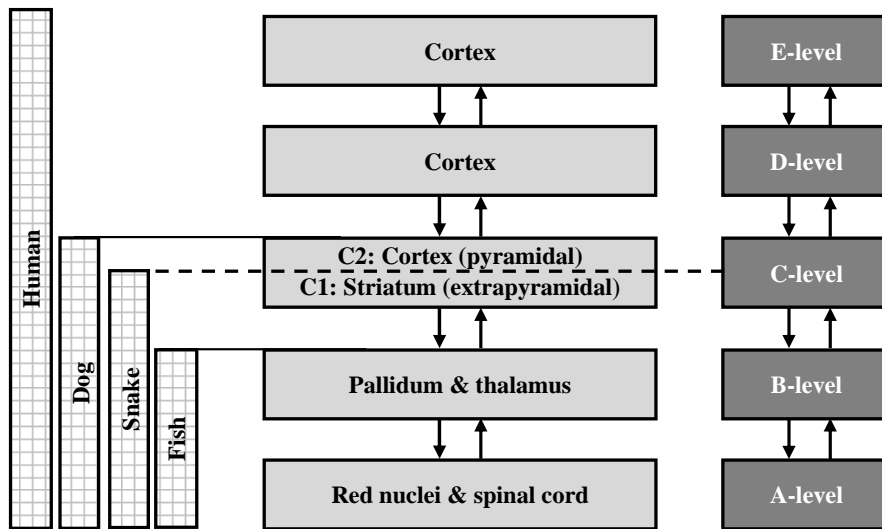 Human
Dog
Snake
Fish
Cortex
Cortex
C2: Cortex (pyramidal)
C1: Striatum (extrapyramidal)
Pallidum & thalamus
Red nuclei & spinal cord
E-level
D-level
C-level
B-level
A-level